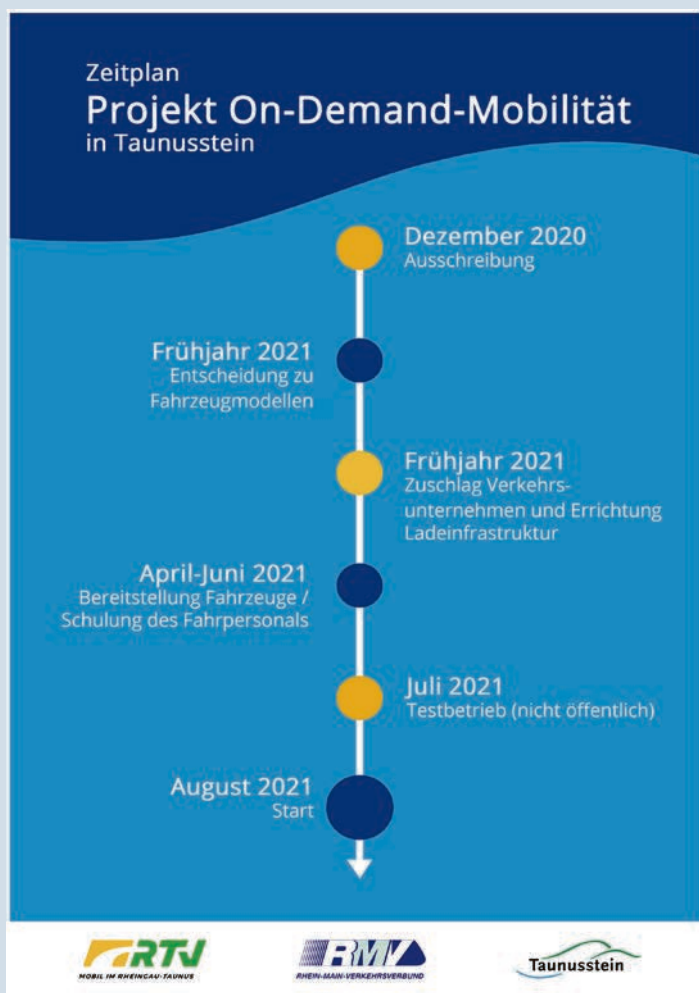 Zeitplan
Projekt On-Demand-Mobilität
in Taunusstein
Dezember 2020
Ausschreibung
Frühjahr 2021
Entscheidung zu
Fahrzeugmodellen
Frühjahr 2021
Zuschlag Verkehrs-
unternehmen und Errichtung
Ladeinfrastruktur
April-Juni 2021
Bereitstellung Fahrzeuge /
Schulung des Fahrpersonals
Juli 2021
Testbetrieb (nicht öffentlich)
August 2021
Start
RTV
MOBIL IM RHEINGAU-TAUNUS
RMV
RHEIN-MAIN-VERKEHRSVERBUND
Taunusstein